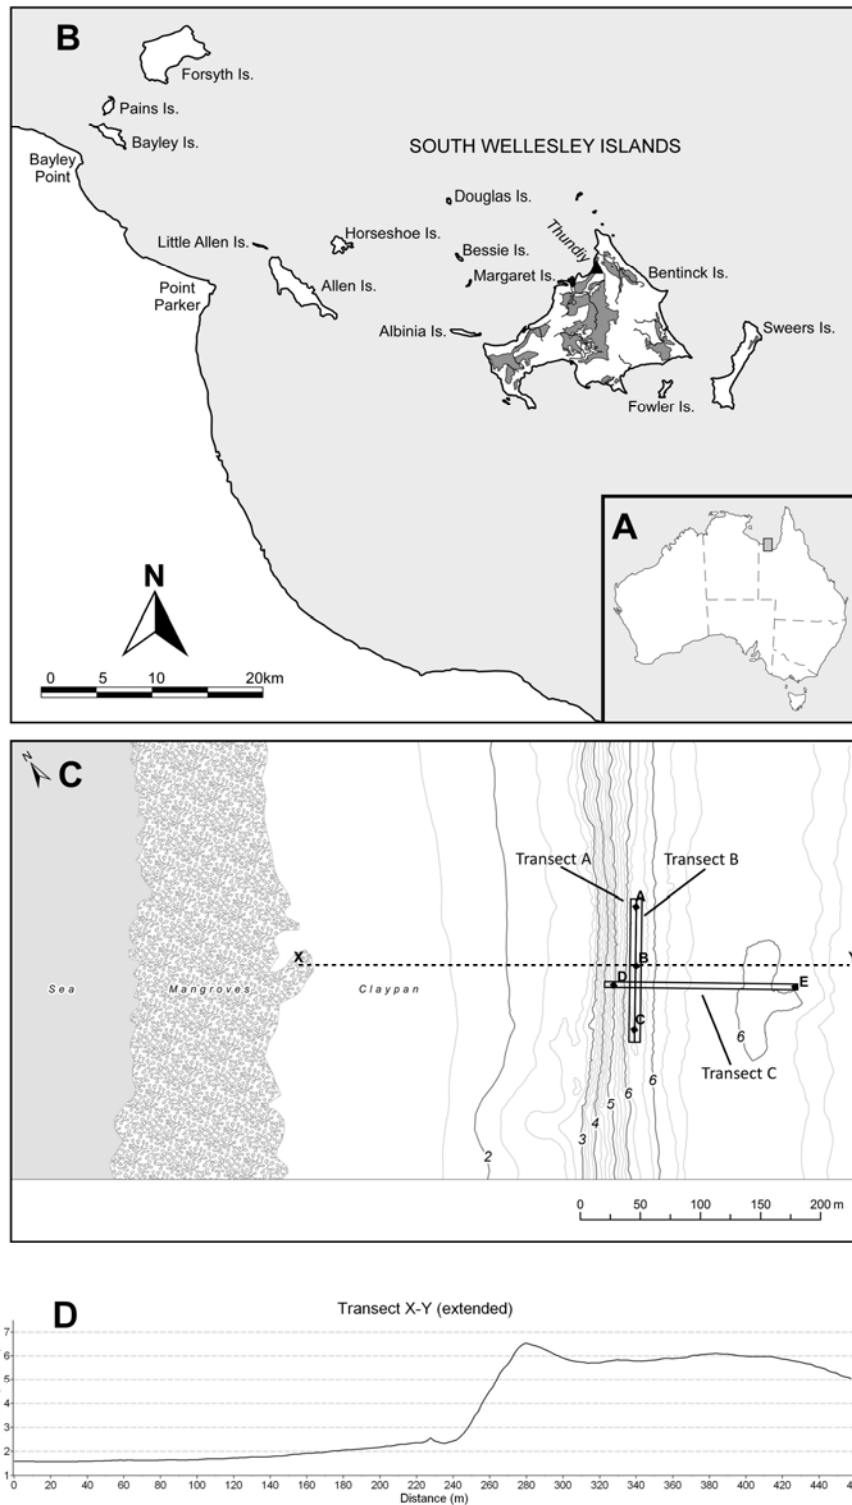 B
Forsyth Is.
Pains Is.
Bayley Is.
Bayley
Point
SOUTH WELLESLEY ISLANDS
Douglas Is.
Thundiy
Horseshoe Is.
Little Allen Is.
Bessie Is.
Margaret Is.
Bentinck Is.
Allen Is.
Point
Parker
Albinia Is.
Sweers Is.
Fowler Is.
A
N
0 5 10 20km
N
C
Transect A
Transect B
A
X
B
Y
Sea
Mangroves
Claypan
D
E
C
6
Transect C
6
6
5
4
3
2
0 50 100 150 200 m
D
Transect X-Y (extended)
7
6
5
4
3
2
1
0 20 40 60 80 100 120 140 160 180 200 220 240 260 280 300 320 340 360 380 400 420 440
Distance (m)